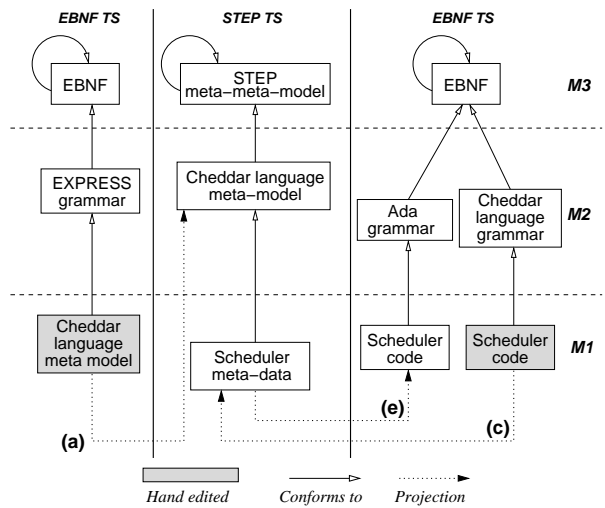 EBNF TS
STEP TS
EBNF TS
EBNF
STEP
meta−meta−model
EBNF
M3
EXPRESS
grammar
Cheddar language
meta−model
Ada
grammar
Cheddar
language
grammar
M2
Cheddar
language
meta model
Scheduler
meta−data
Scheduler
code
Scheduler
code
M1
(a)
(e)
(c)
Hand edited
Conforms to
Projection